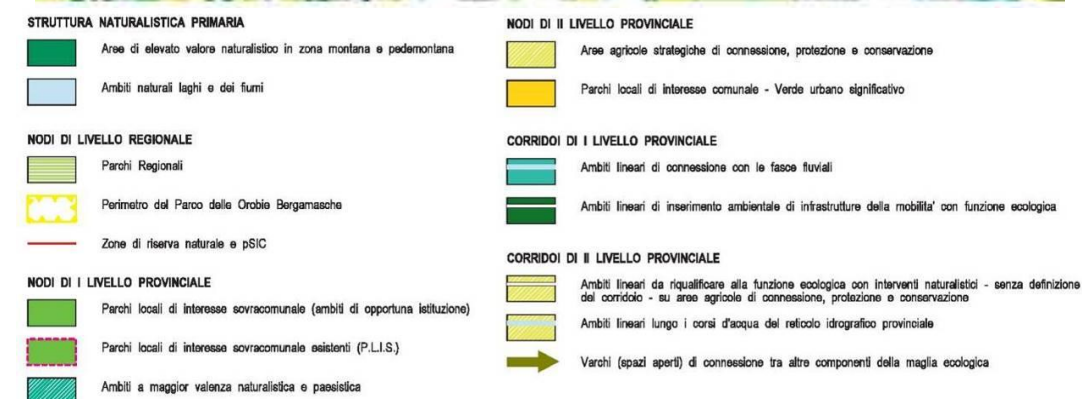 STRUTTURA NATURALISTICA PRIMARIA
Aree di elevato valore naturalistico in zona montana e pedemontana
Ambiti naturali laghi e dei fiumi
NODI DI LIVELLO REGIONALE
Parchi Regionali
Perimetro del Parco delle Orobie Bergamasche
Zone di riserva naturale e pSIC
NODI DI I LIVELLO PROVINCIALE
Parchi locali di interesse sovracomunale (ambiti di opportuna istituzione)
Parchi locali di interesse sovracomunale esistenti (P.L.I.S.)
Ambiti a maggior valenza naturalistica e paesistica
NODI DI II LIVELLO PROVINCIALE
Aree agricole strategiche di connessione, protezione e conservazione
Parchi locali di interesse comunale - Verde urbano significativo
CORRIDOI DI I LIVELLO PROVINCIALE
Ambiti lineari di connessione con le fasce fluviali
Ambiti lineari di inserimento ambientale di infrastrutture della mobilita' con funzione ecologica
CORRIDOI DI II LIVELLO PROVINCIALE
Ambiti lineari da riqualificare alla funzione ecologica con interventi naturalistici - senza definizione
del corridoio - su aree agricole di connessione, protezione e conservazione
Ambiti lineari lungo i corsi d'acqua del reticolo idrografico provinciale
Varchi (spazi aperti) di connessione tra altre componenti della maglia ecologica